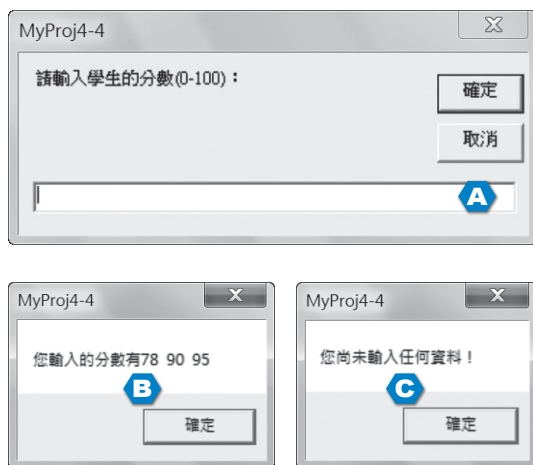 MyProj4-4
請輸入學生的分數(0-100)：
確定
取消
A
MyProj4-4
您輸入的分數有78 90 95
B
確定
MyProj4-4
您尚未輸入任何資料！
C
確定